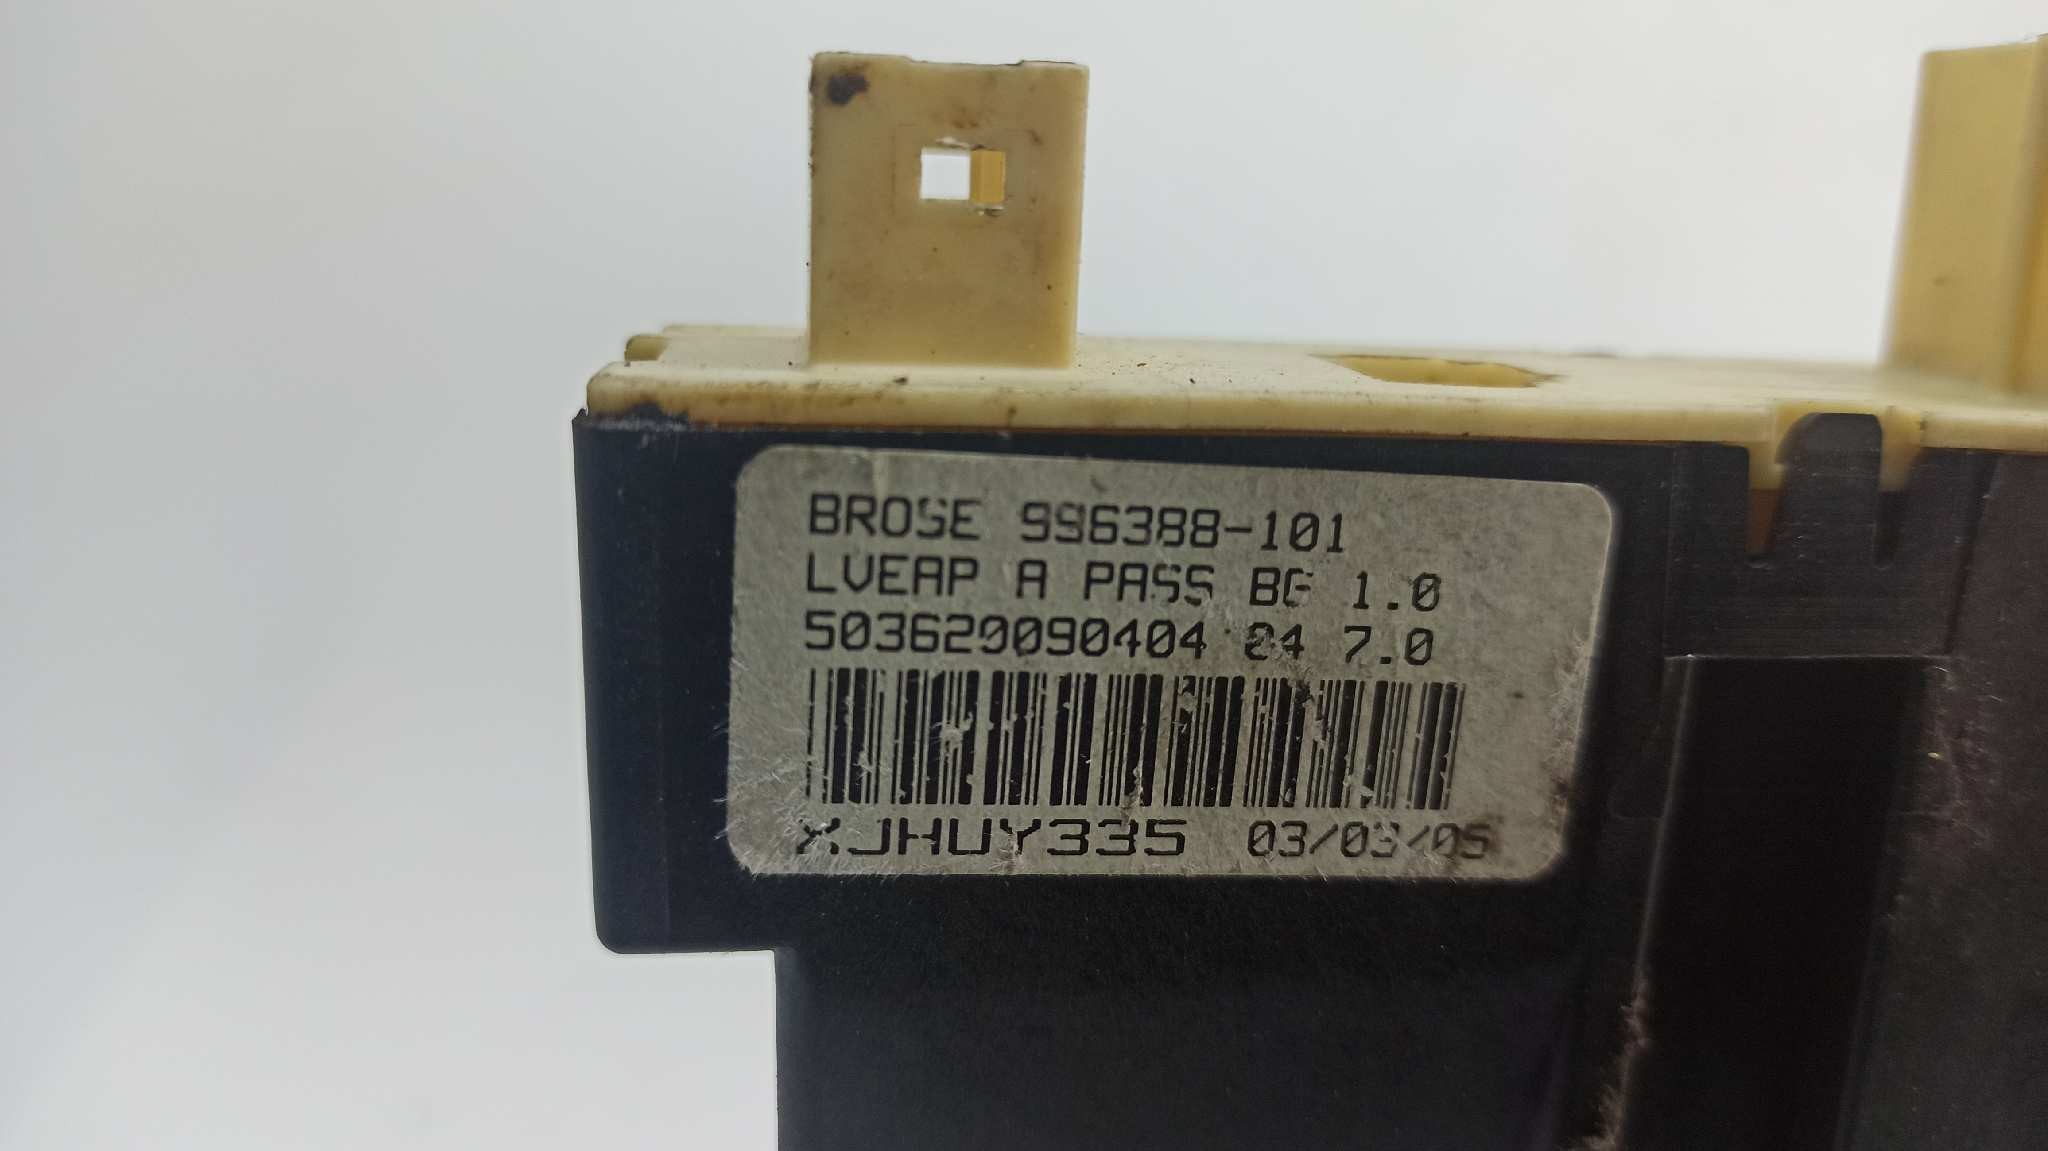 BROSE 996388-101
LVEAP A PASS BG 1.0
503620090404 04 7.0
XJHUY335 03/03/05